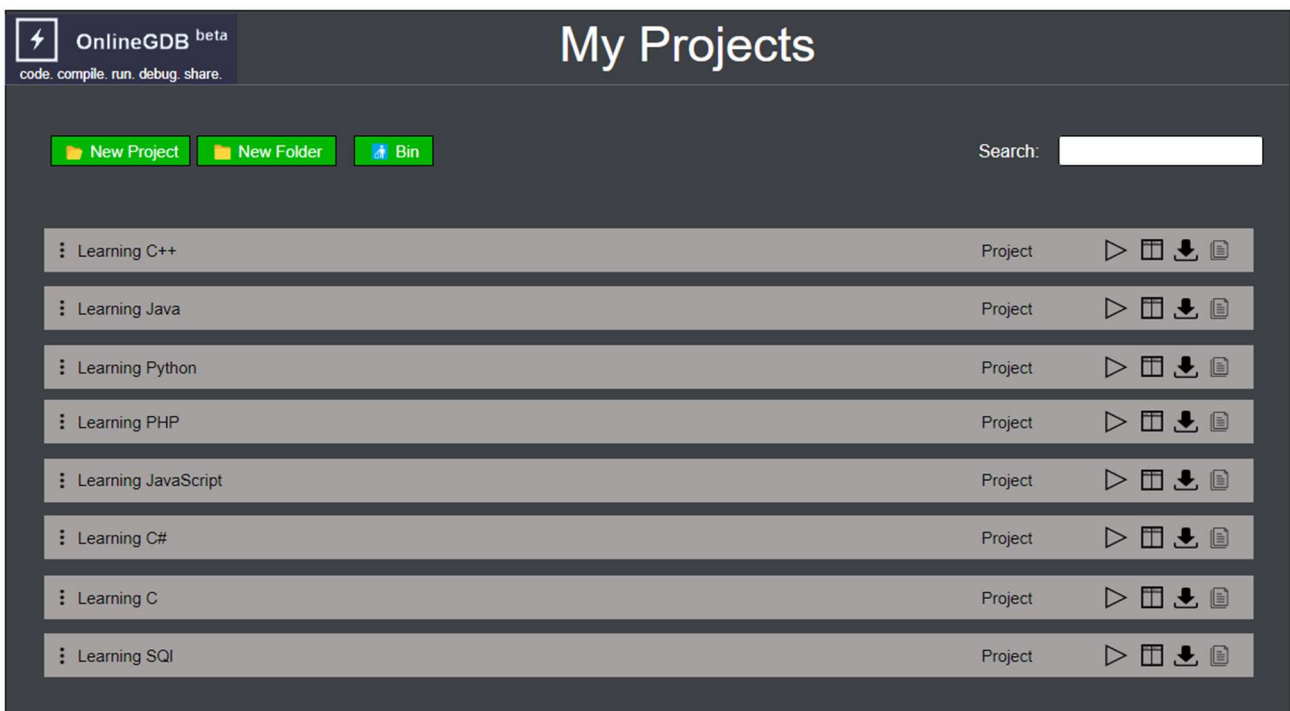 OnlineGDB beta
code. compile. run. debug. share.
My Projects
New Project New Folder Bin Search:
Learning C++ Project
Learning Java Project
Learning Python Project
Learning PHP Project
Learning JavaScript Project
Learning C# Project
Learning C Project
Learning SQl Project